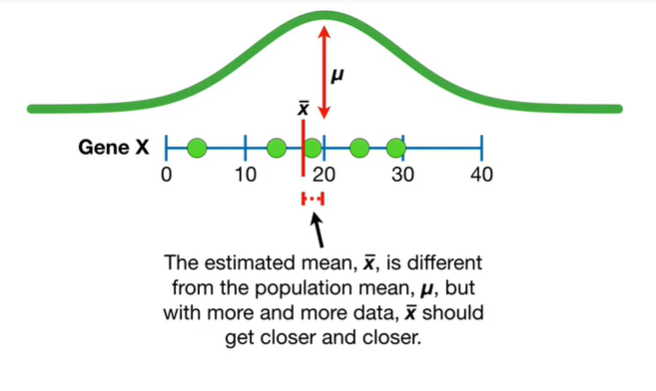 μ
x̄
Gene X
0 10 20 30 40
The estimated mean, x̄, is different
from the population mean, μ, but
with more and more data, x̄ should
get closer and closer.